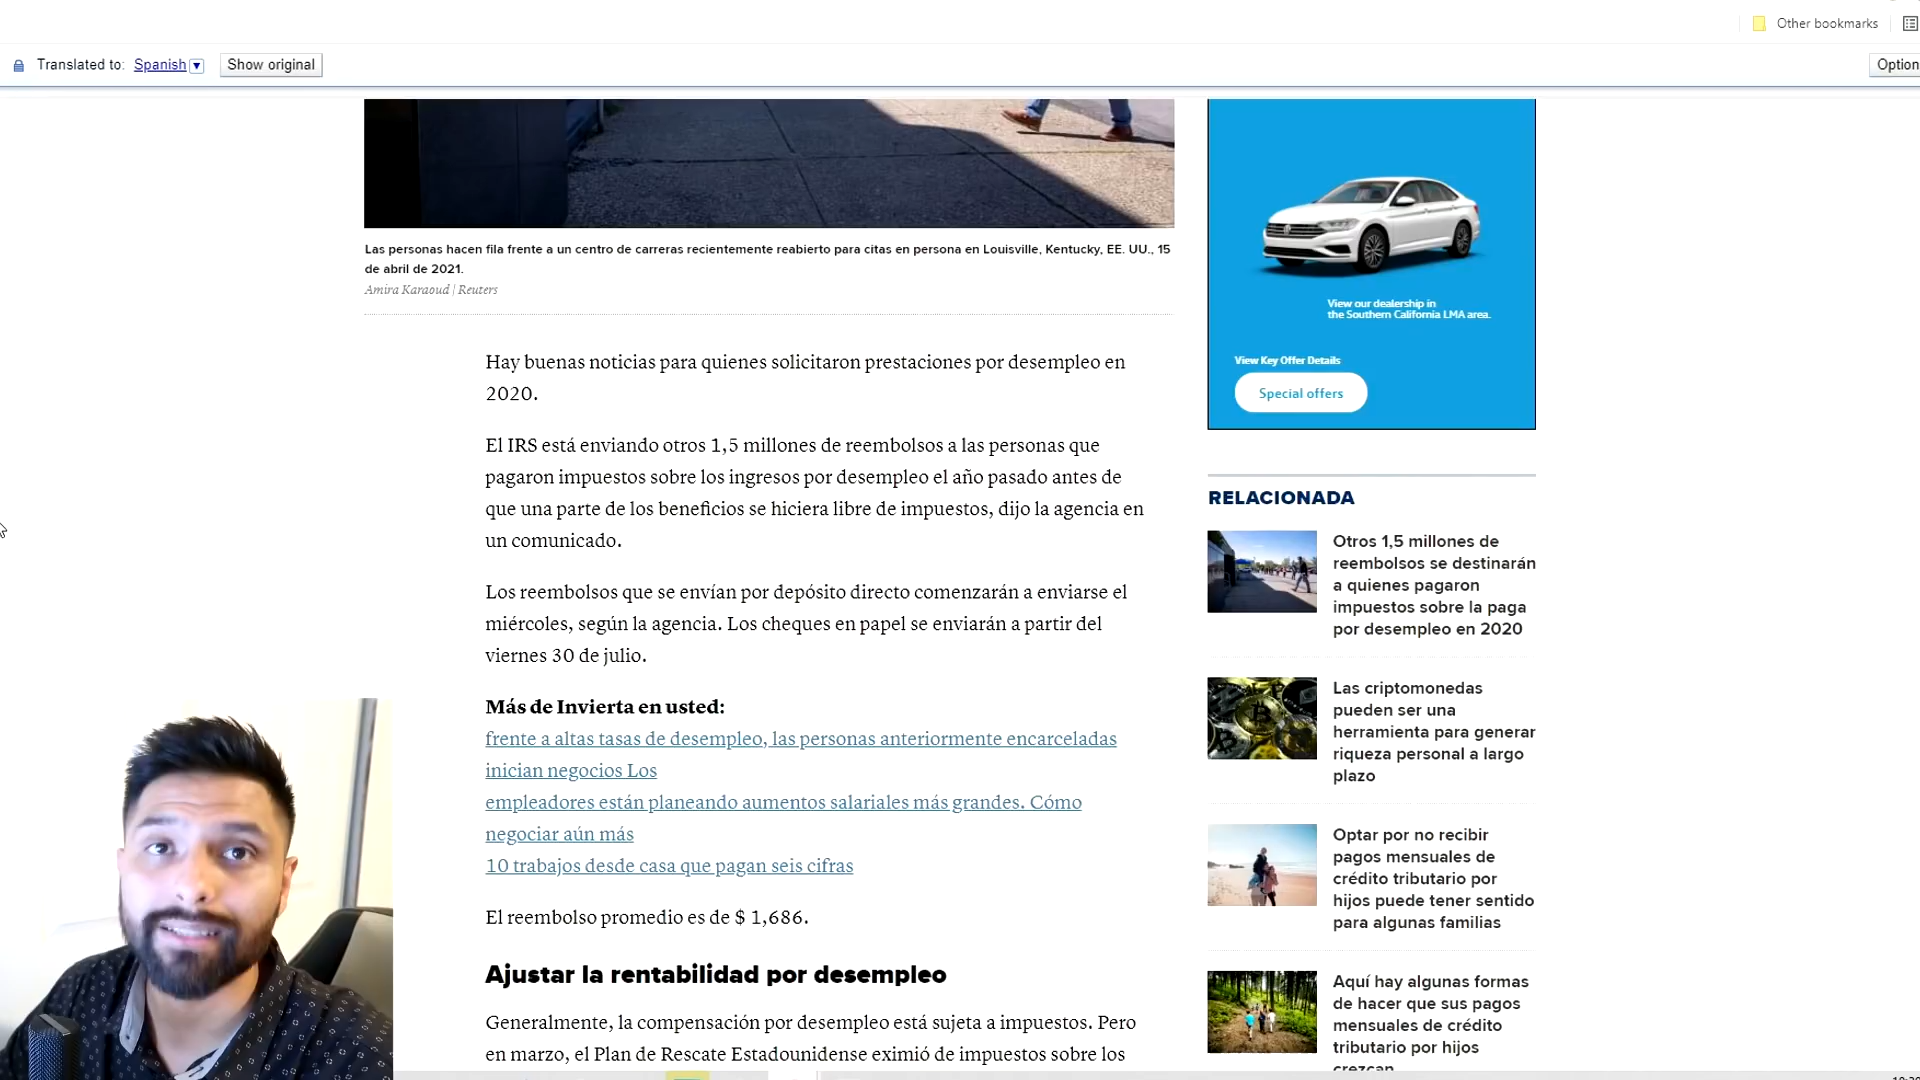 Other bookmarks
Translated to: Spanish Show original
Option
Las personas hacen fila frente a un centro de carreras recientemente reabierto para citas en persona en Louisville, Kentucky, EE. UU., 15
de abril de 2021.
Amira Karaoud | Reuters
Hay buenas noticias para quienes solicitaron prestaciones por desempleo en
2020.
El IRS está enviando otros 1,5 millones de reembolsos a las personas que
pagaron impuestos sobre los ingresos por desempleo el año pasado antes de
que una parte de los beneficios se hiciera libre de impuestos, dijo la agencia en
un comunicado.
Los reembolsos que se envían por depósito directo comenzarán a enviarse el
miércoles, según la agencia. Los cheques en papel se enviarán a partir del
viernes 30 de julio.
Más de Invierta en usted:
frente a altas tasas de desempleo, las personas anteriormente encarceladas
inician negocios Los
empleadores están planeando aumentos salariales más grandes. Cómo
negociar aún más
10 trabajos desde casa que pagan seis cifras
El reembolso promedio es de $ 1,686.
Ajustar la rentabilidad por desempleo
Generalmente, la compensación por desempleo está sujeta a impuestos. Pero
en marzo, el Plan de Rescate Estadounidense eximió de impuestos sobre los
View our dealership in
the Southern California LMA area.
View Key Offer Details
Special offers
RELACIONADA
Otros 1,5 millones de
reembolsos se destinarán
a quienes pagaron
impuestos sobre la paga
por desempleo en 2020
Las criptomonedas
pueden ser una
herramienta para generar
riqueza personal a largo
plazo
Optar por no recibir
pagos mensuales de
crédito tributario por
hijos puede tener sentido
para algunas familias
Aquí hay algunas formas
de hacer que sus pagos
mensuales de crédito
tributario por hijos
crezcan